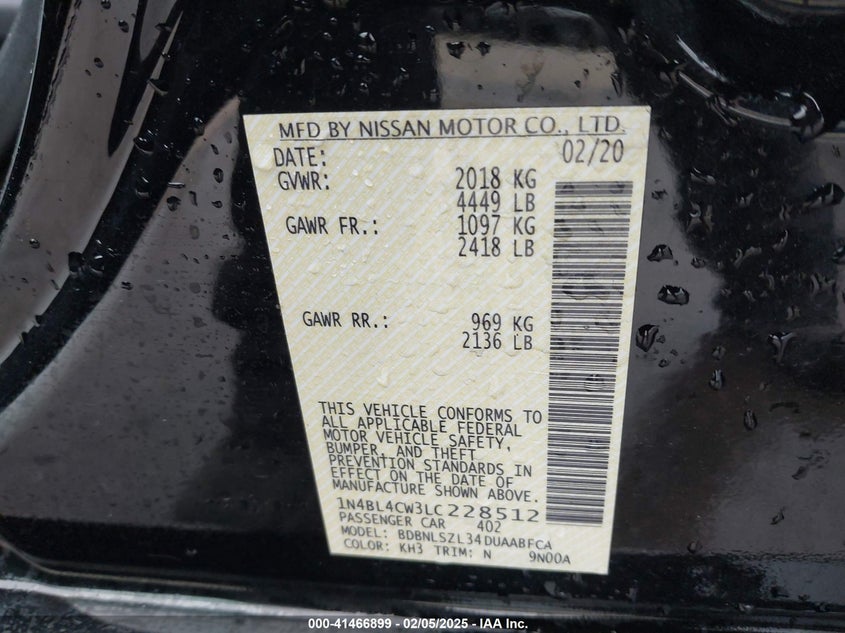 MFD BY NISSAN MOTOR CO., LTD.
DATE: 02/20
GVWR: 2018 KG
4449 LB
GAWR FR.: 1097 KG
2418 LB
GAWR RR.: 969 KG
2136 LB
THIS VEHICLE CONFORMS TO
ALL APPLICABLE FEDERAL
MOTOR VEHICLE SAFETY,
BUMPER, AND THEFT
PREVENTION STANDARDS IN
EFFECT ON THE DATE OF
MANUFACTURE SHOWN ABOVE.
1N4BL4CW3LC228512
PASSENGER CAR 402
MODEL: BDBNLSZL34DUAABFCA
COLOR: KH3 TRIM: N 9N00A
000-41466899 — 02/05/2025 — IAA Inc.